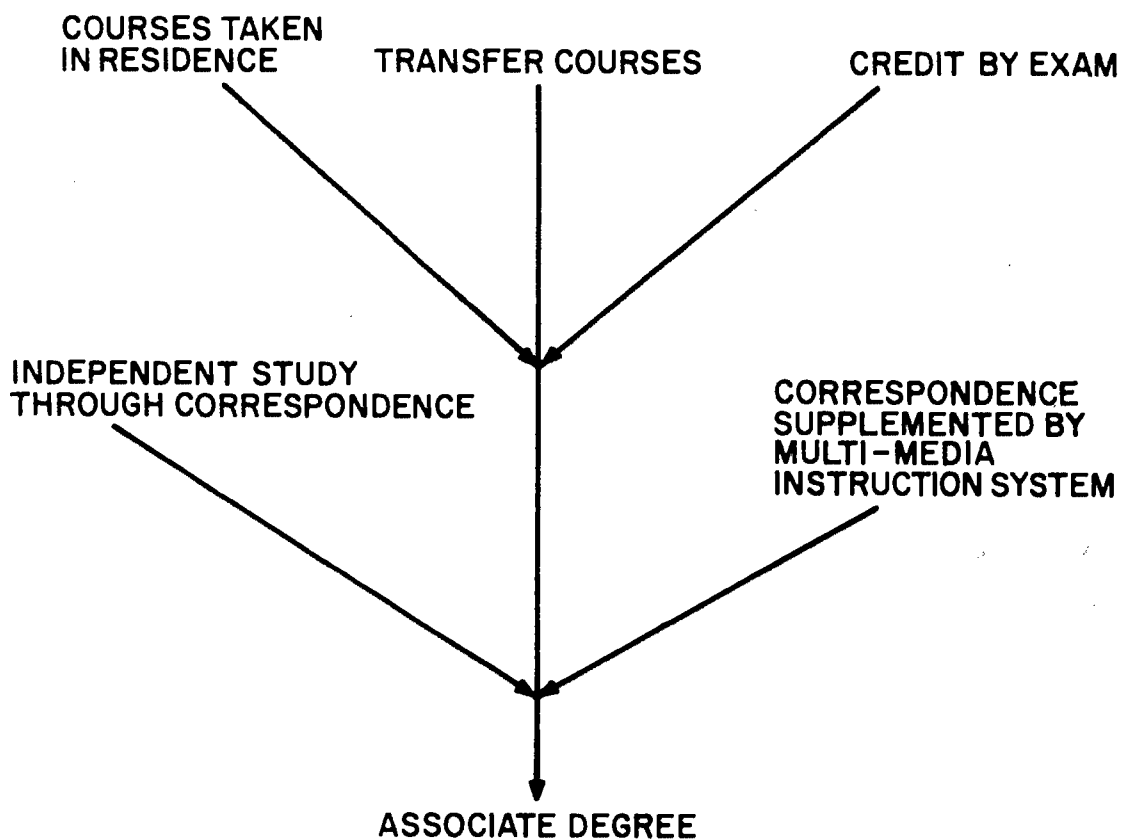 COURSES TAKEN
IN RESIDENCE
TRANSFER COURSES
CREDIT BY EXAM
INDEPENDENT STUDY
THROUGH CORRESPONDENCE
CORRESPONDENCE
SUPPLEMENTED BY
MULTI-MEDIA
INSTRUCTION SYSTEM
ASSOCIATE DEGREE